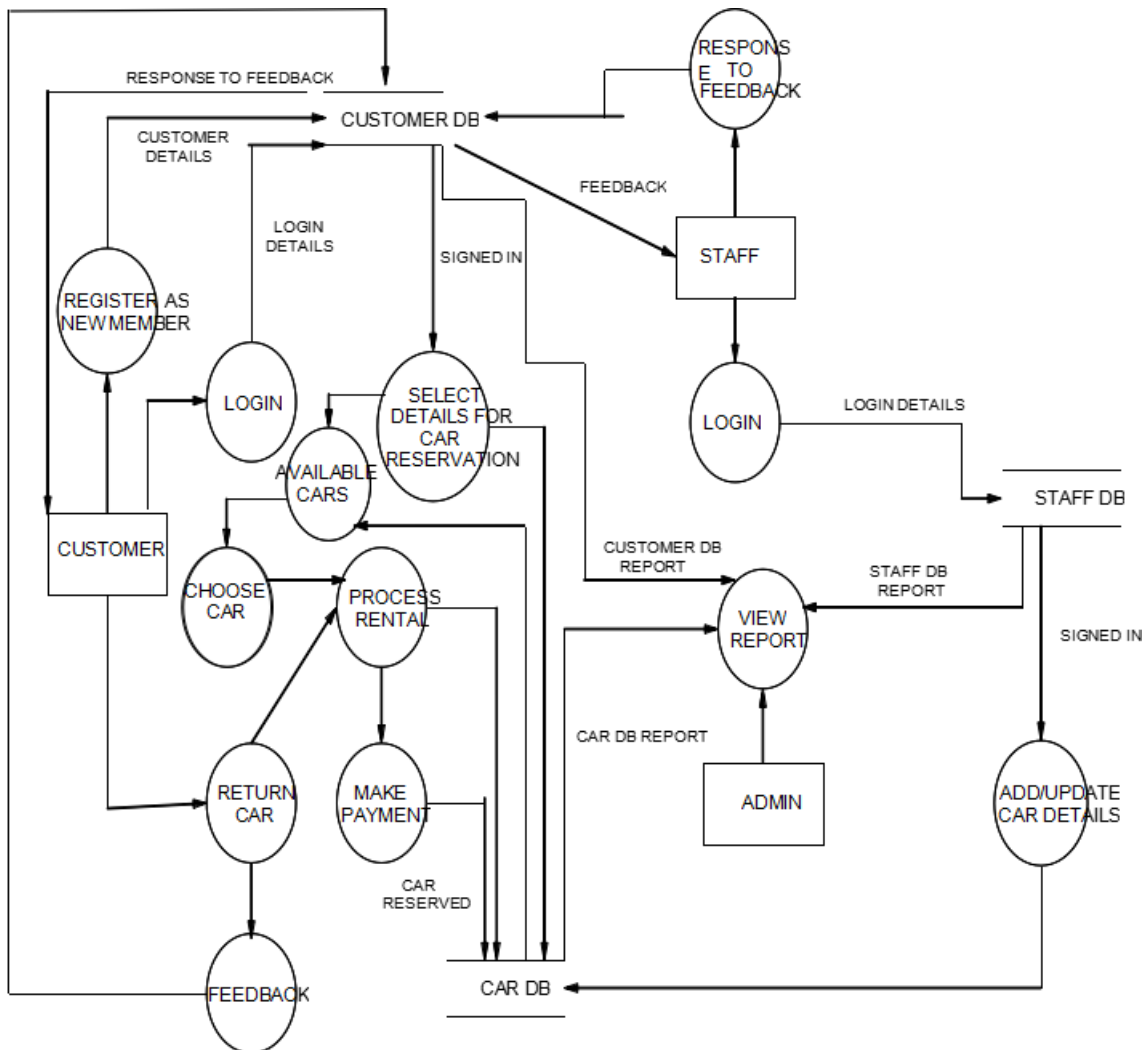 RESPONS
E TO
FEEDBACK
RESPONSE TO FEEDBACK
CUSTOMER DB
CUSTOMER
DETAILS
FEEDBACK
LOGIN
DETAILS
SIGNED IN
STAFF
REGISTER AS
NEW MEMBER
LOGIN
SELECT
DETAILS FOR
CAR
RESERVATION
LOGIN
LOGIN DETAILS
AVAILABLE
CARS
STAFF DB
CUSTOMER
CUSTOMER DB
REPORT
STAFF DB
REPORT
CHOOSE
CAR
PROCESS
RENTAL
VIEW
REPORT
SIGNED IN
CAR DB REPORT
RETURN
CAR
MAKE
PAYMENT
ADMIN
ADD/UPDATE
CAR DETAILS
CAR
RESERVED
FEEDBACK
CAR DB